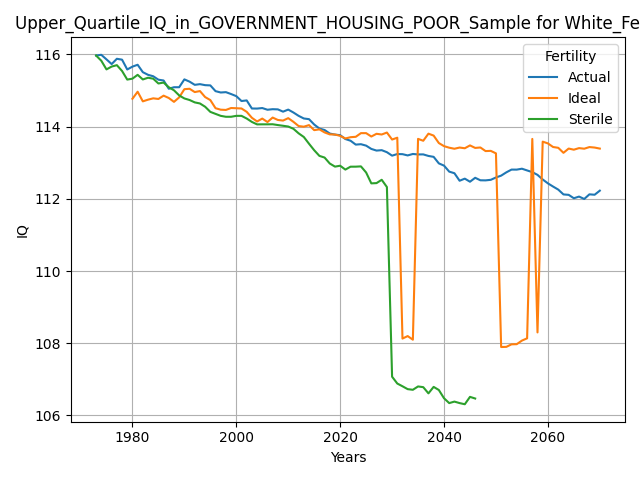 Upper_Quartile_IQ_in_GOVERNMENT_HOUSING_POOR_Sample for White_Fe
Fertility
Actual
Ideal
Sterile
IQ
116
114
112
110
108
106
1980 2000 2020 2040 2060
Years